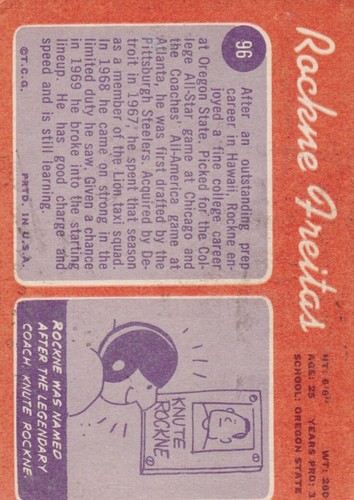 96
Rockne Freitas
HT: 6'6" WT: 260
AGE: 25 YEARS PRO: 3
SCHOOL: OREGON STATE
After an outstanding prep
career in Hawaii, Rockne en-
joyed a fine college career
at Oregon State. Picked for the Col-
lege All-Star game at Chicago and
the Coaches' All-America game at
Atlanta, he was first drafted by the
Pittsburgh Steelers. Acquired by De-
troit in 1967, he spent that season
as a member of the Lion taxi squad.
In 1968 he came on strong in the
limited duty he saw. Given a chance
in 1969 he broke into the starting
lineup. He has good charge and
speed and is still learning.
©T.C.G. PRTD. IN U.S.A.
KNUTE
ROCKNE
ROCKNE WAS NAMED
AFTER THE LEGENDARY
COACH, KNUTE ROCKNE.